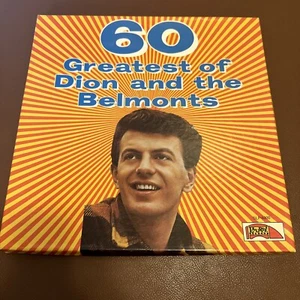 60
Greatest of
Dion and the
Belmonts